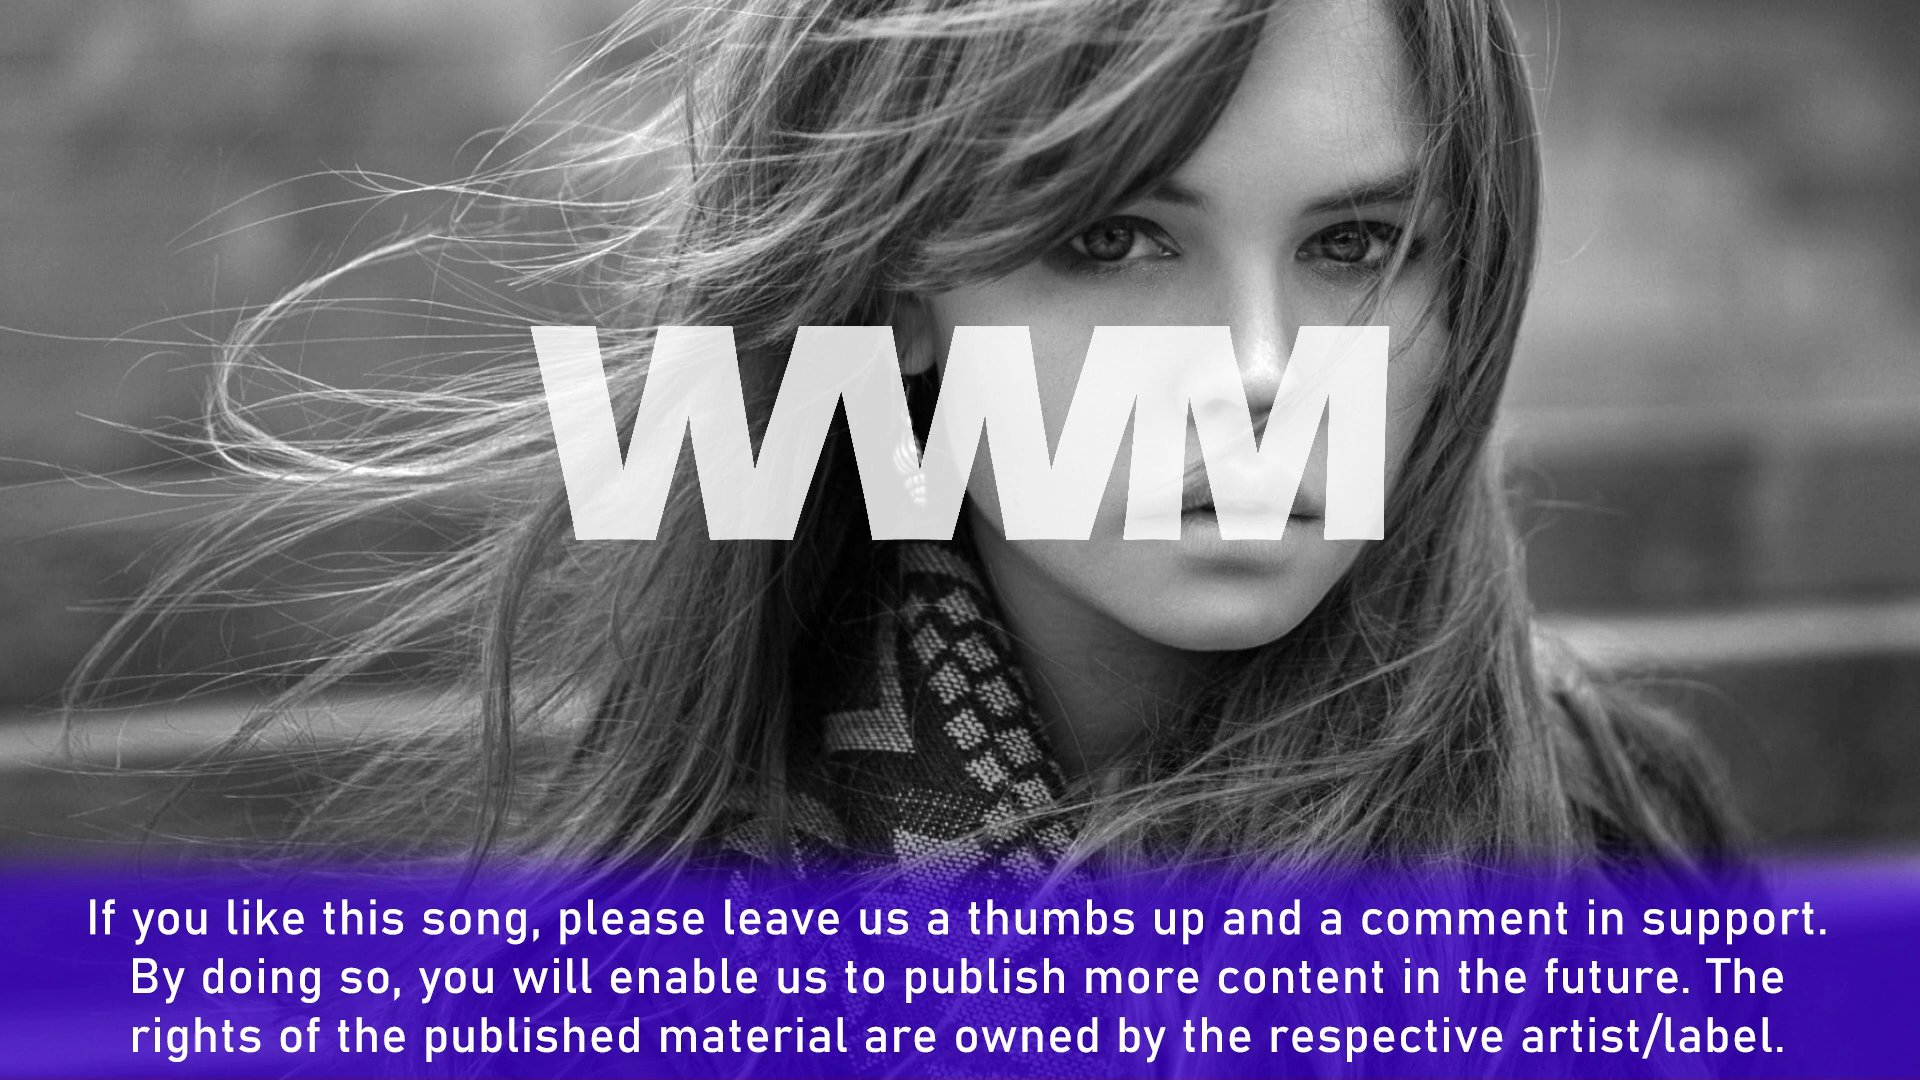 WWM
If you like this song, please leave us a thumbs up and a comment in support.
By doing so, you will enable us to publish more content in the future. The
rights of the published material are owned by the respective artist/label.